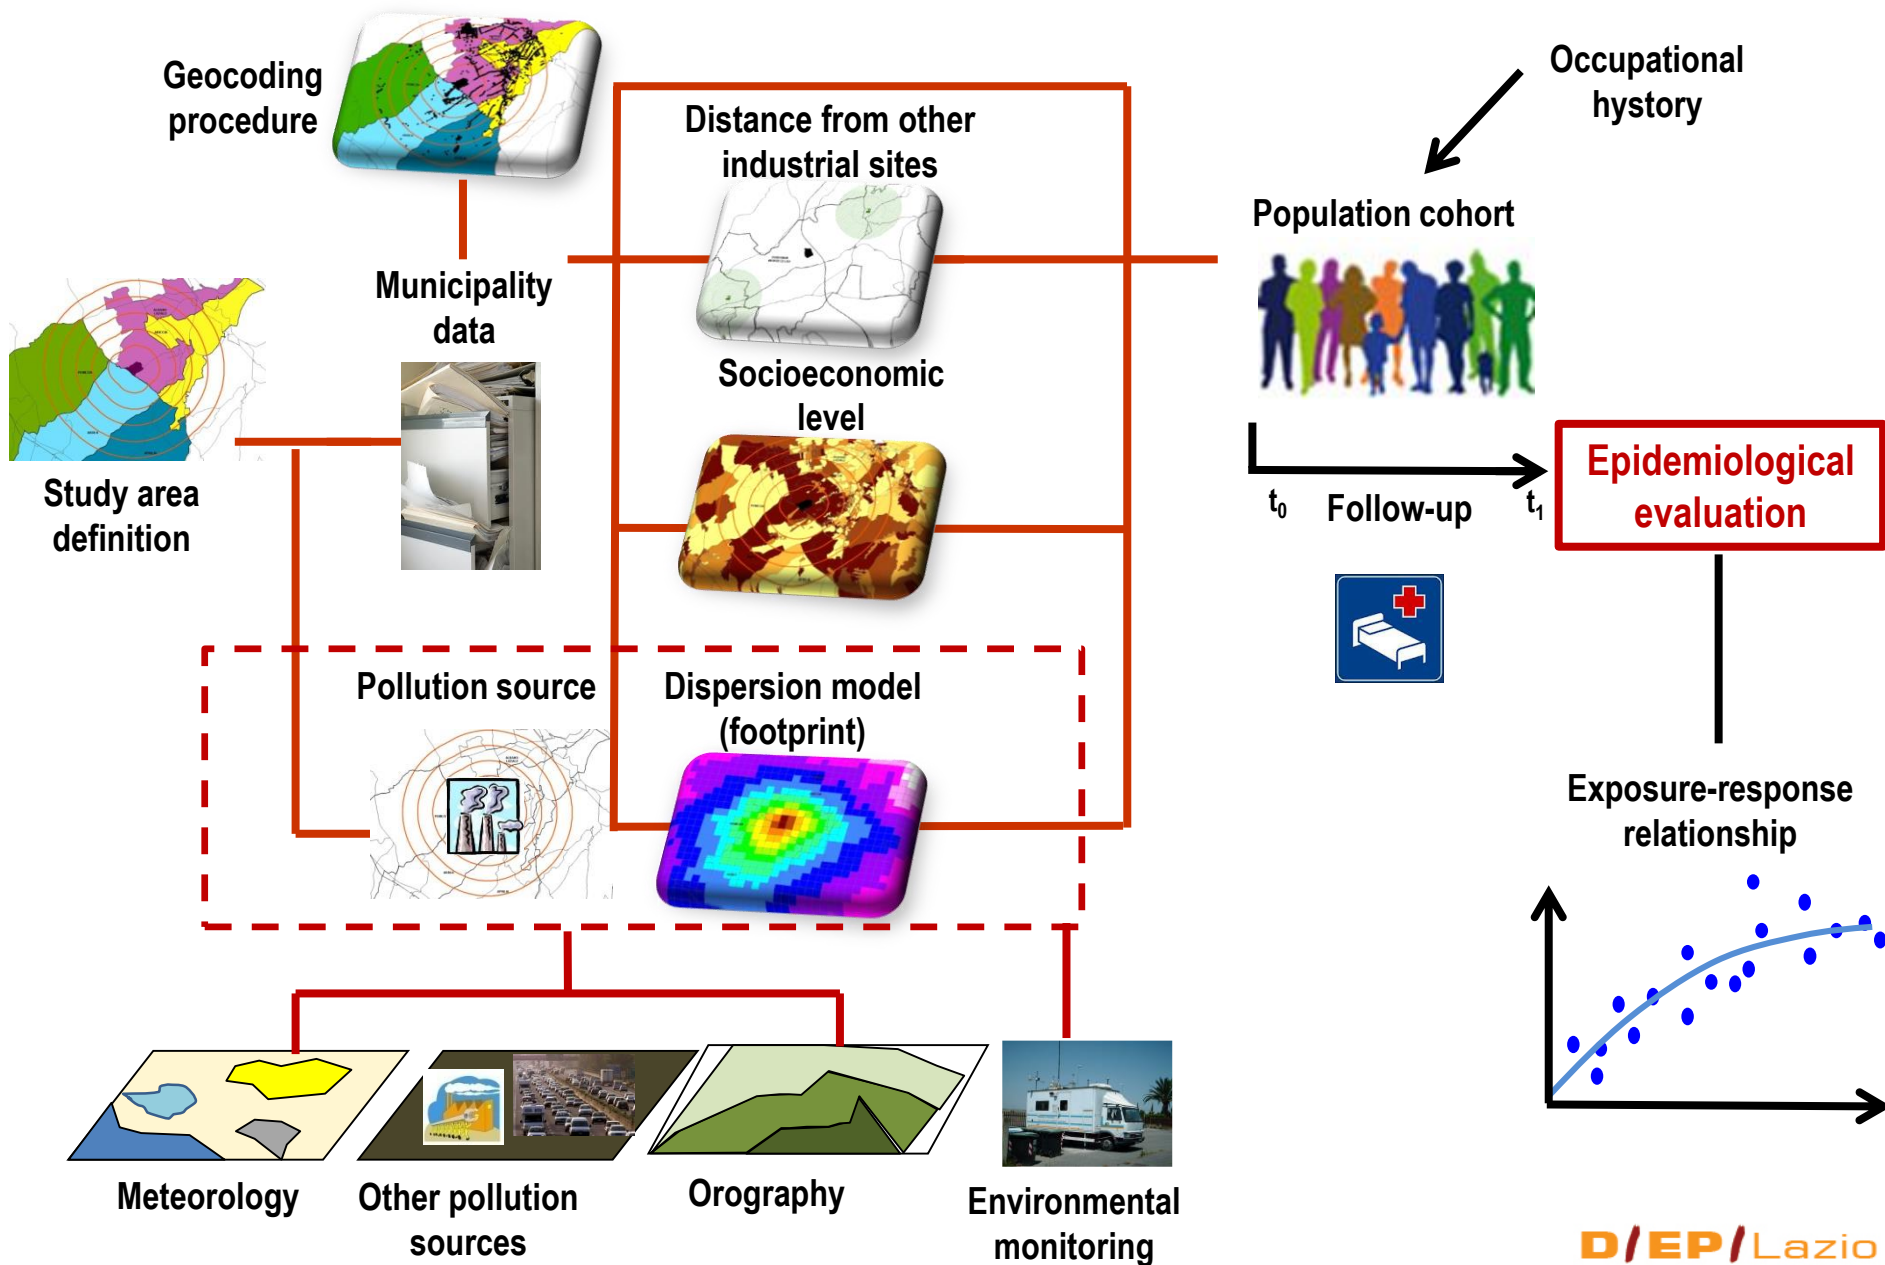 Geocoding
procedure
Distance from other
industrial sites
Occupational
hystory
Population cohort
Municipality
data
Socioeconomic
level
Study area
definition
t0 Follow-up t1
Epidemiological
evaluation
Pollution source
Dispersion model
(footprint)
Exposure-response
relationship
Meteorology
Other pollution
sources
Orography
Environmental
monitoring
D/EP/Lazio